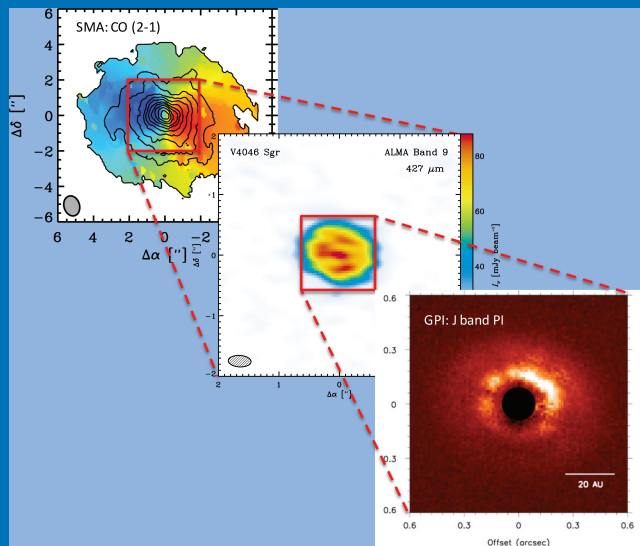 SMA: CO (2-1)
6
4
2
0
-2
-4
-6
Δδ ["]
6 4 2 0 -2
Δα ["]
V4046 Sgr
ALMA Band 9
427 μm
2
1
0
-1
-2
Δδ ["]
2 1 0
Δα ["]
80
60
40
Iν [mJy beam⁻¹]
GPI: J band PI
0.6
0.3
0
0.3
0.6
20 AU
0.6 0.3 0 0.3 0.6
Offset (arcsec)